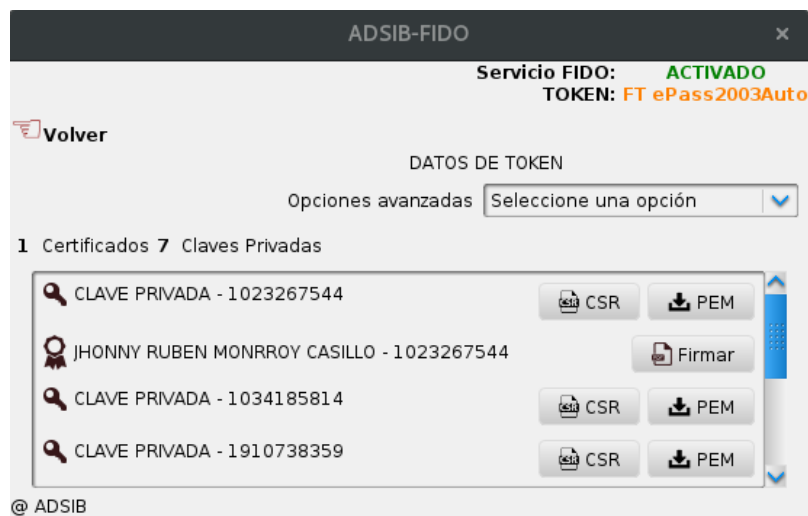 ADSIB-FIDO ×
Servicio FIDO: ACTIVADO
TOKEN: FT ePass2003Auto
Volver
DATOS DE TOKEN
Opciones avanzadas Seleccione una opción
1 Certificados 7 Claves Privadas
CLAVE PRIVADA - 1023267544 CSR PEM
JHONNY RUBEN MONRROY CASILLO - 1023267544 Firmar
CLAVE PRIVADA - 1034185814 CSR PEM
CLAVE PRIVADA - 1910738359 CSR PEM
@ ADSIB